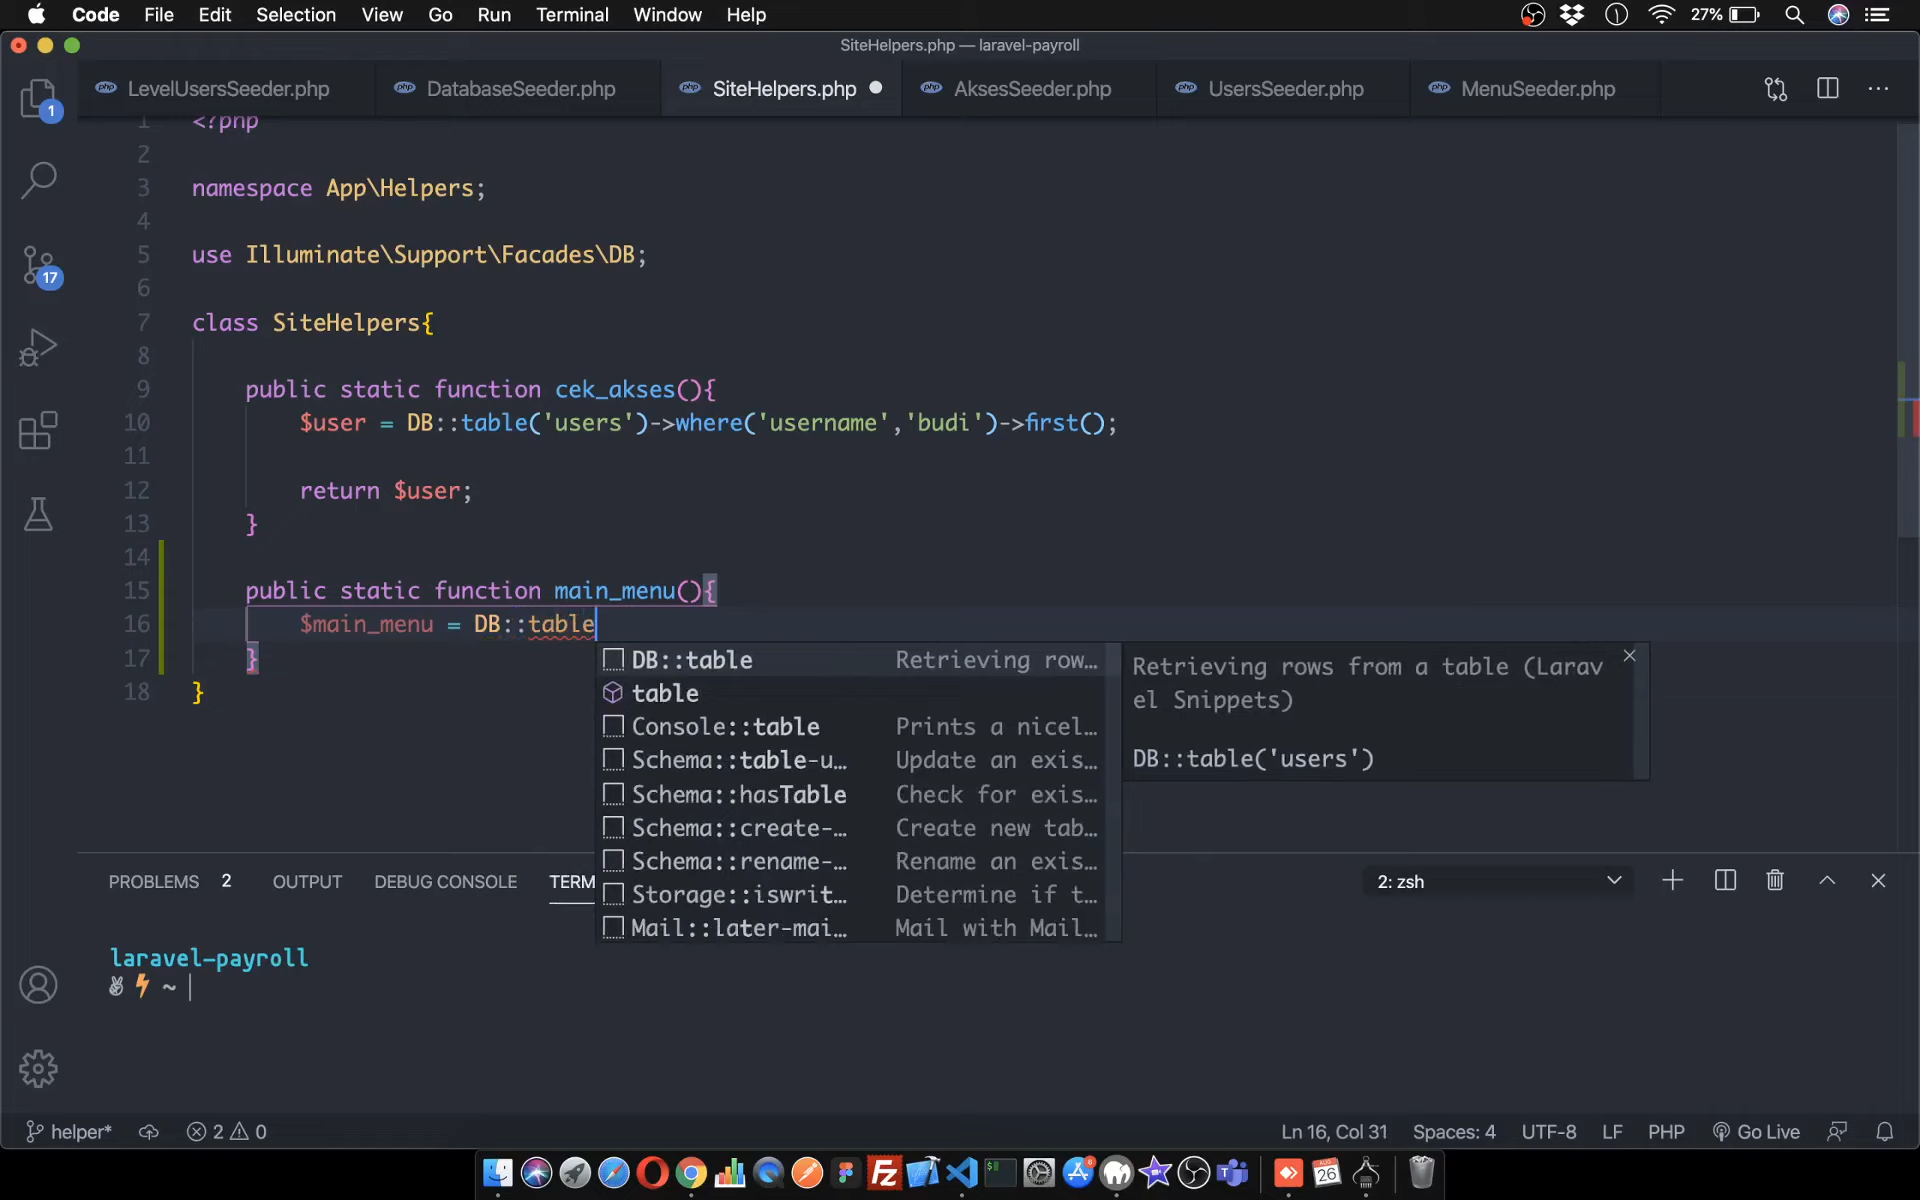 Code File Edit Selection View Go Run Terminal Window Help 27%
SiteHelpers.php — laravel-payroll
LevelUsersSeeder.php DatabaseSeeder.php SiteHelpers.php AksesSeeder.php UsersSeeder.php MenuSeeder.php
1 <?php
2
3 namespace App\Helpers;
4
5 use Illuminate\Support\Facades\DB;
6
7 class SiteHelpers{
8
9 public static function cek_akses(){
10 $user = DB::table('users')->where('username','budi')->first();
11
12 return $user;
13 }
14
15 public static function main_menu(){
16 $main_menu = DB::table
17 }
18 }
DB::table Retrieving row…
table
Console::table Prints a nicel…
Schema::table-u… Update an exis…
Schema::hasTable Check for exis…
Schema::create-… Create new tab…
Schema::rename-… Rename an exis…
Storage::iswrit… Determine if t…
Mail::later-mai… Mail with Mail…
Retrieving rows from a table (Larav
el Snippets)
DB::table('users')
1
17
PROBLEMS 2 OUTPUT DEBUG CONSOLE TERM 2: zsh
laravel-payroll
~
helper* 2 0 Ln 16, Col 31 Spaces: 4 UTF-8 LF PHP Go Live
FZ
AUG
26
6